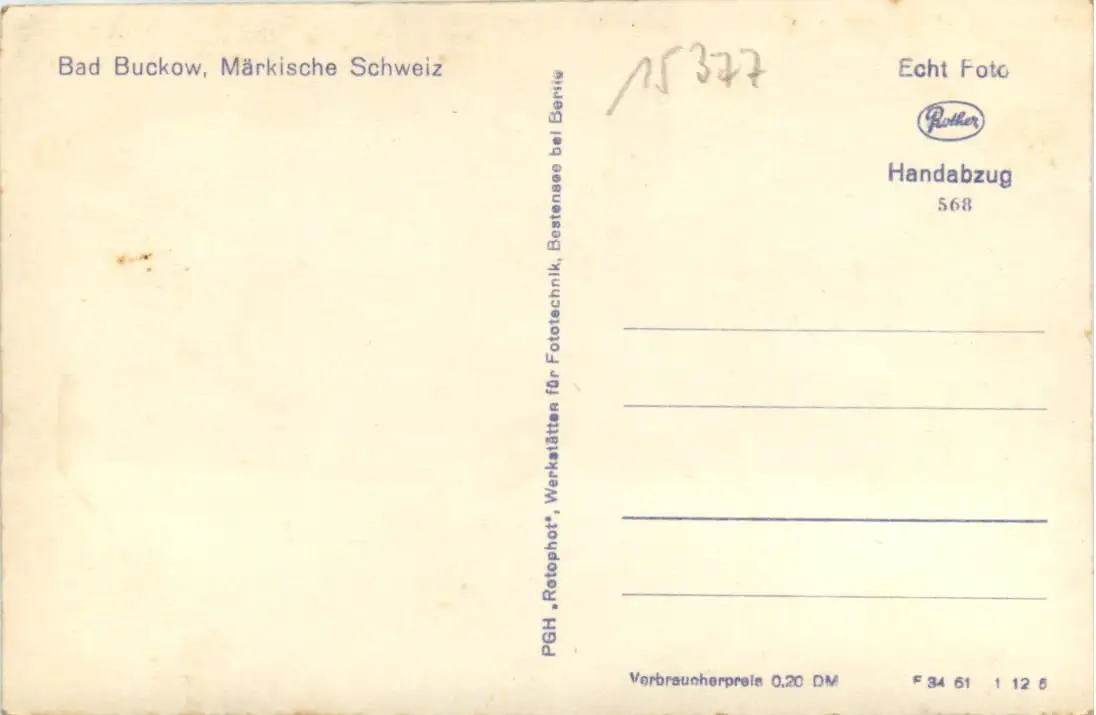 Bad Buckow, Märkische Schweiz
PGH „Rotophot", Werkstätten für Fototechnik, Bestensee bei Berlin
15377
Echt Foto
Rother
Handabzug
568
Verbraucherpreis 0,20 DM
F 34 61 1 12 6